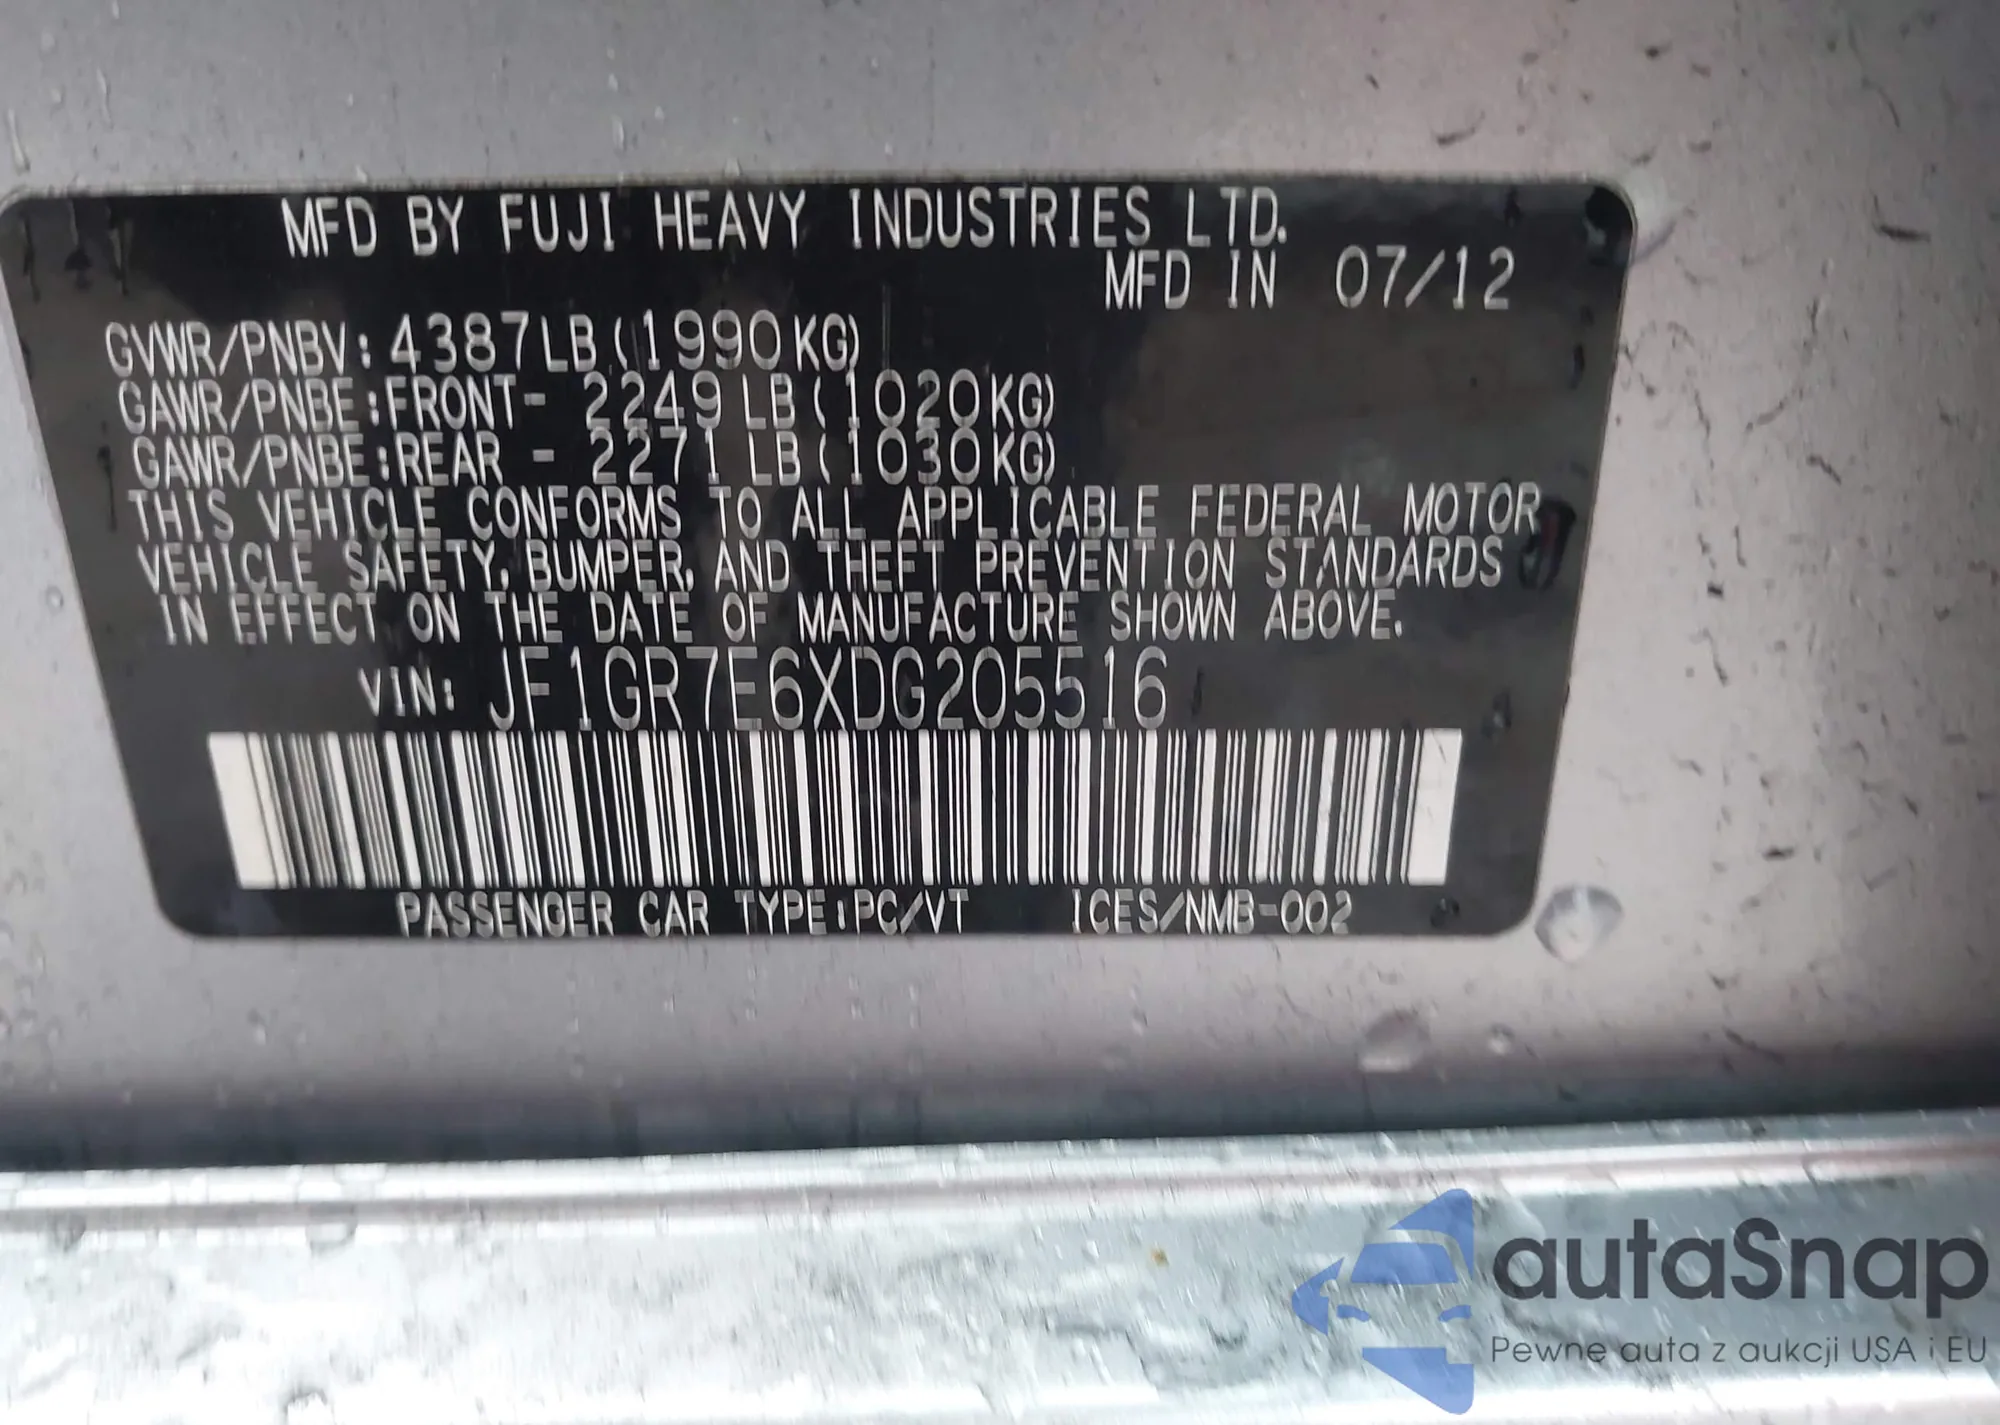 MFD BY FUJI HEAVY INDUSTRIES LTD.
MFD IN 07/12
GVWR/PNBV: 4387LB(1990KG)
GAWR/PNBE:FRONT- 2249LB(1020KG)
GAWR/PNBE:REAR - 2271LB(1030KG)
THIS VEHICLE CONFORMS TO ALL APPLICABLE FEDERAL MOTOR
VEHICLE SAFETY, BUMPER, AND THEFT PREVENTION STANDARDS
IN EFFECT ON THE DATE OF MANUFACTURE SHOWN ABOVE.
VIN: JF1GR7E6XDG205516
PASSENGER CAR TYPE:PC/VT ICES/NMB-002
autaSnap
Pewne auta z aukcji USA i EU